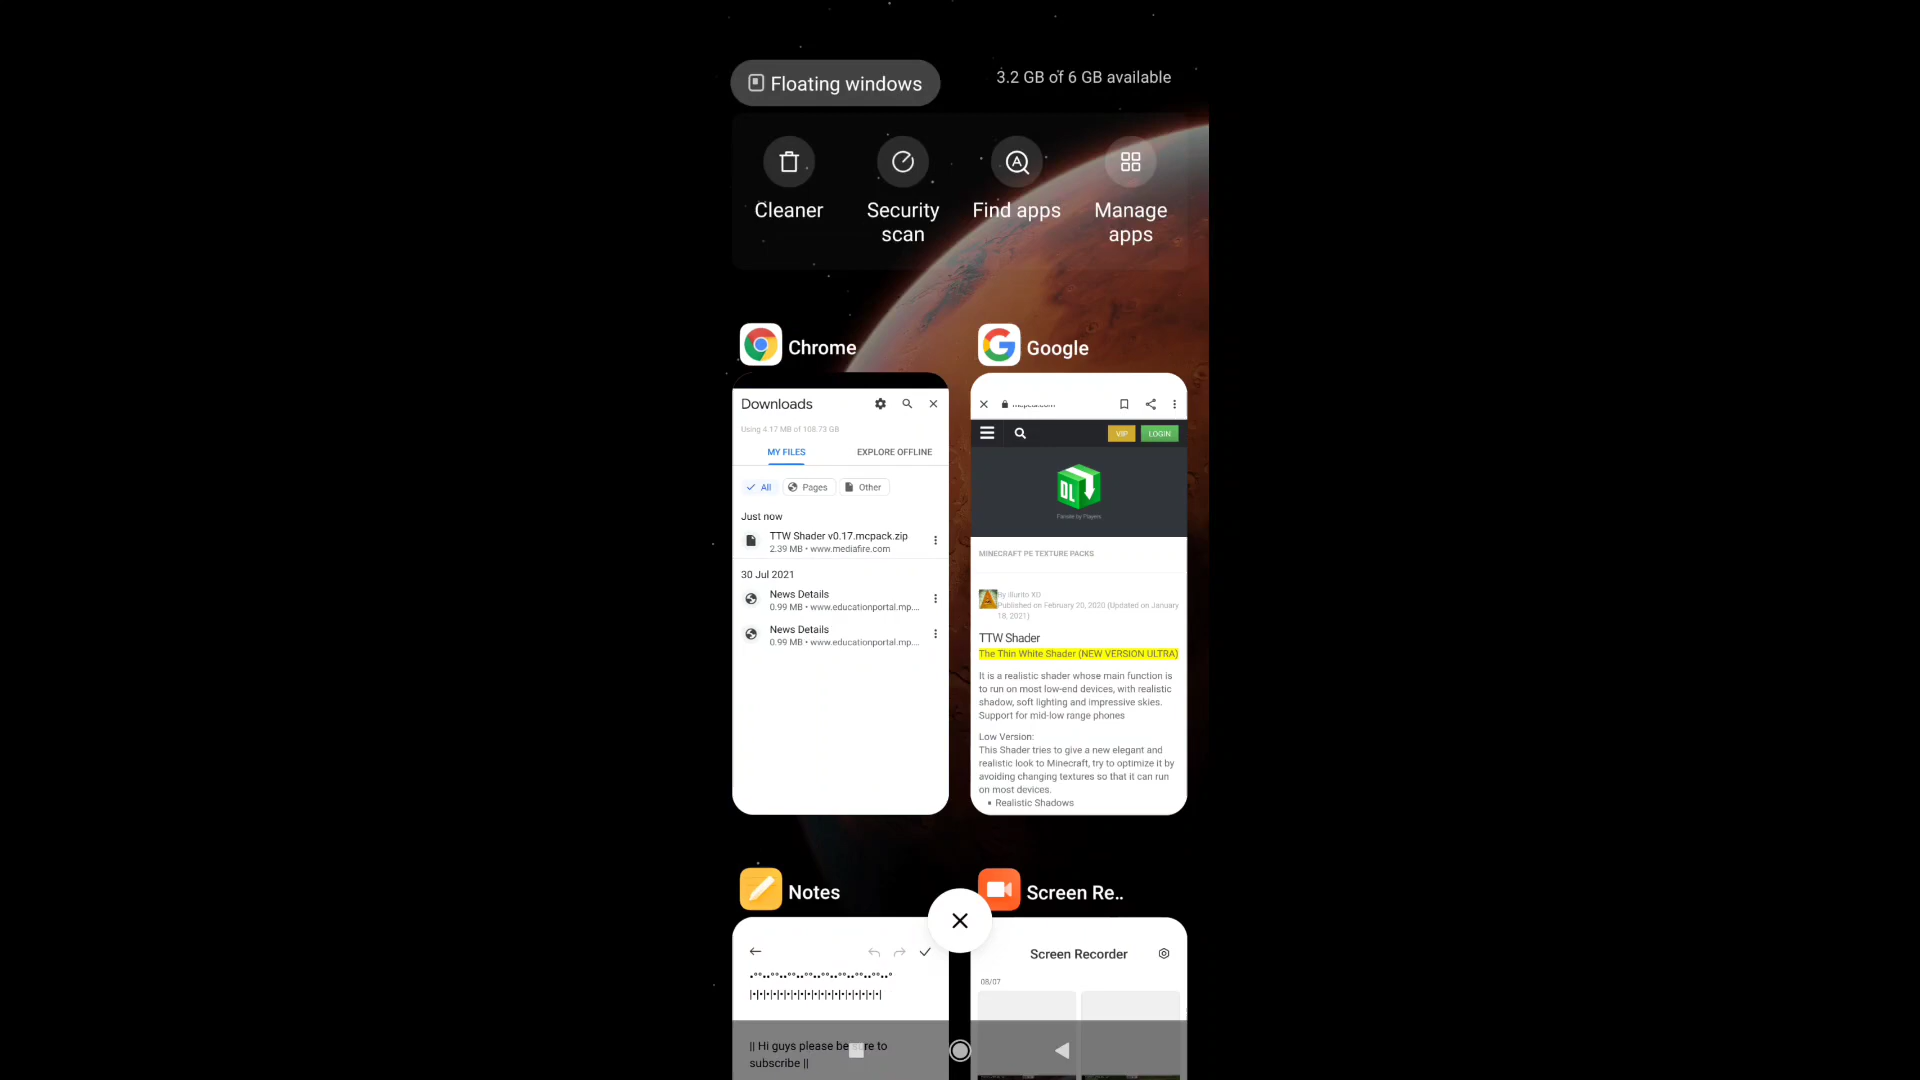 Floating windows
3.2 GB of 6 GB available
Cleaner
Security scan
Find apps
Manage apps
Chrome
Downloads
Using 4.17 MB of 108.73 GB
MY FILES
EXPLORE OFFLINE
All
Pages
Other
Just now
TTW Shader v0.17.mcpack.zip
2.39 MB • www.mediafire.com
30 Jul 2021
News Details
0.99 MB • www.educationportal.mp....
News Details
0.99 MB • www.educationportal.mp....
Google
VIP
LOGIN
DL
MINECRAFT PE TEXTURE PACKS
By illurito XD
Published on February 20, 2020 (Updated on January
18, 2021)
TTW Shader
The Thin White Shader (NEW VERSION ULTRA)
It is a realistic shader whose main function is
to run on most low-end devices, with realistic
shadow, soft lighting and impressive skies.
Support for mid-low range phones
Low Version:
This Shader tries to give a new elegant and
realistic look to Minecraft, try to optimize it by
avoiding changing textures so that it can run
on most devices.
• Realistic Shadows
Notes
|| Hi guys please be to
subscribe ||
Screen Re..
Screen Recorder
08/07